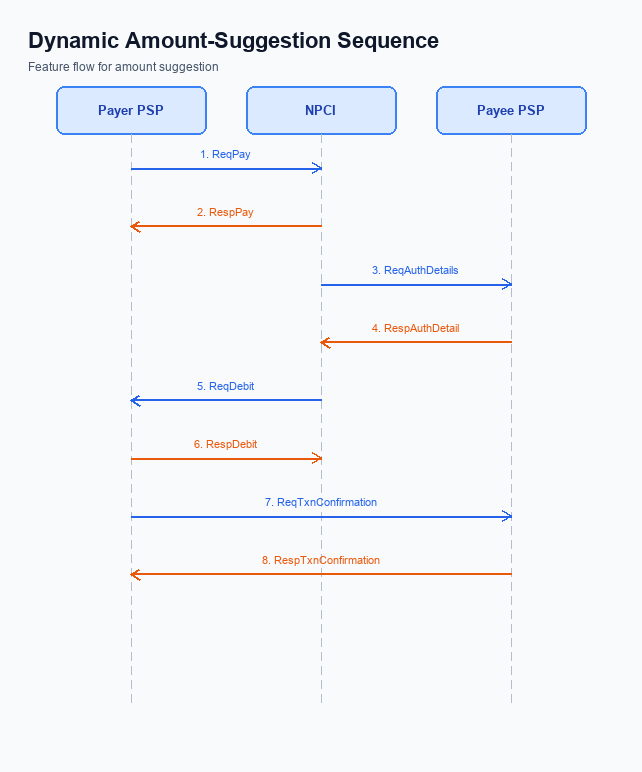 Dynamic Amount-Suggestion Sequence
Feature flow for amount suggestion
Payer PSP
NPCI
Payee PSP
1. ReqPay
2. RespPay
3. ReqAuthDetails
4. RespAuthDetail
5. ReqDebit
6. RespDebit
7. ReqTxnConfirmation
8. RespTxnConfirmation